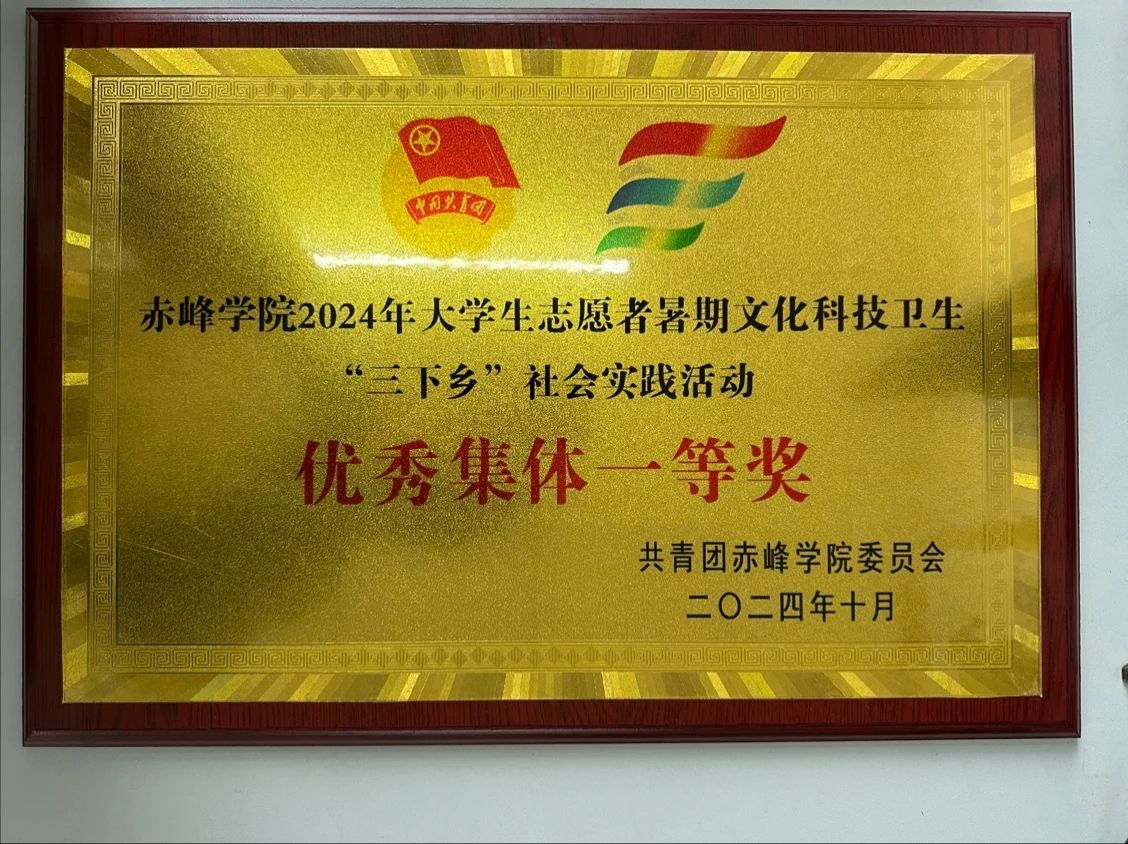 中国共青团
赤峰学院2024年大学生志愿者暑期文化科技卫生
“三下乡”社会实践活动
优秀集体一等奖
共青团赤峰学院委员会
二〇二四年十月